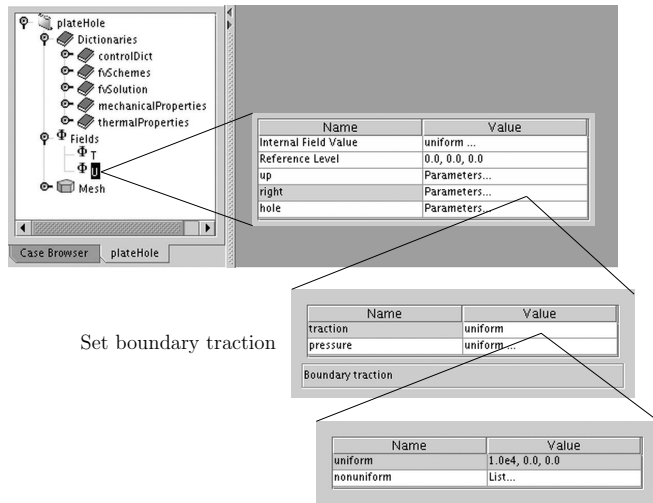 plateHole
Dictionaries
controlDict
fvSchemes
fvSolution
mechanicalProperties
thermalProperties
Φ Fields
Φ T
Φ U
Mesh
Case Browser plateHole
Name Value
Internal Field Value uniform ...
Reference Level 0.0, 0.0, 0.0
up Parameters...
right Parameters...
hole Parameters...
Set boundary traction
Name Value
traction uniform
pressure uniform ...
Boundary traction
Name Value
uniform 1.0e4, 0.0, 0.0
nonuniform List...